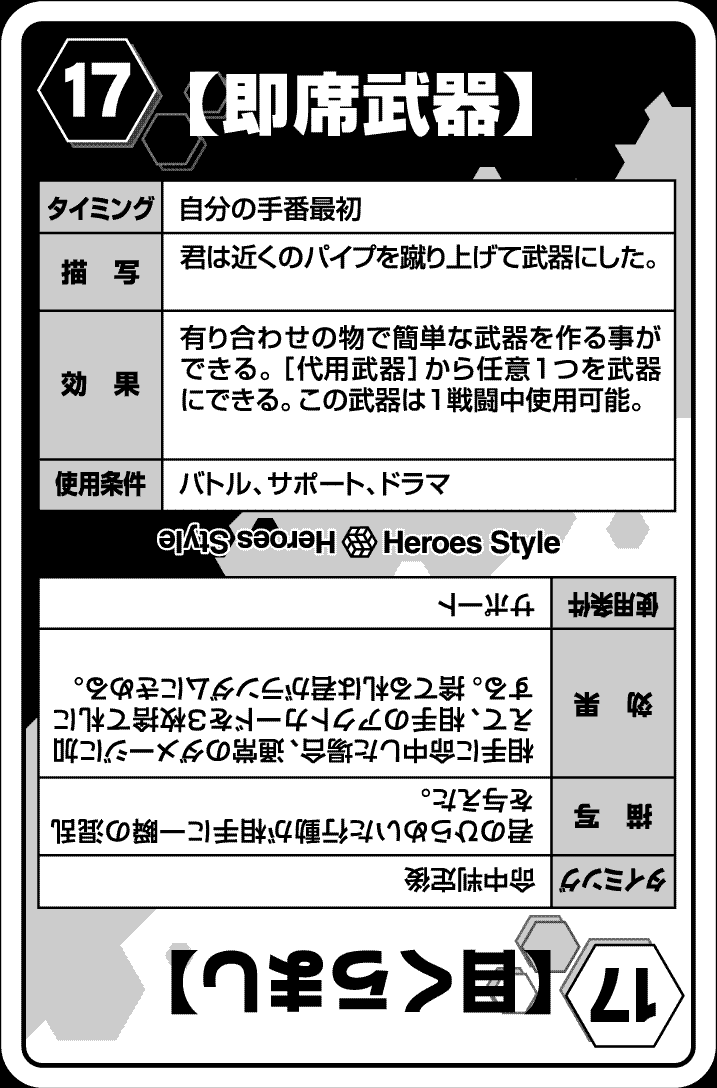 17
【即席武器】
タイミング 自分の手番最初
描写 君は近くのパイプを蹴り上げて武器にした。
効果 有り合わせの物で簡単な武器を作る事が
できる。［代用武器］から任意1つを武器
にできる。この武器は1戦闘中使用可能。
使用条件 バトル、サポート、ドラマ
Heroes Style
Heroes Style
17
【目くらまし】
タイミング 命中判定後
描写 君のひらめいた行動が相手に一瞬の混乱
を与えた。
効果 相手に命中した場合、通常のダメージに加
えて、相手のアクトカードを3枚捨て札に
する。捨てる札は君がランダムにきめる。
使用条件 サポート